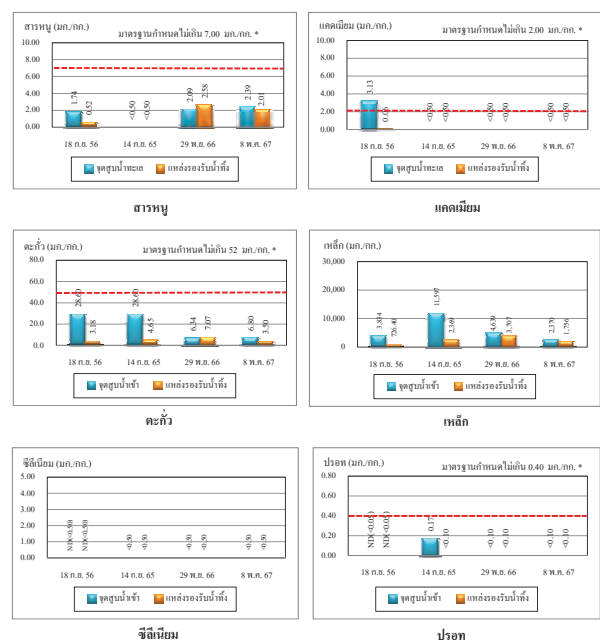 สารหนู (มก./กก.)
มาตรฐานกำหนดไม่เกิน 7.00 มก./กก. *
10.00
8.00
6.00
4.00
2.00
0.00
1.74
0.52
<0.50
<0.50
2.09
2.58
2.39
2.01
18 ก.ย. 56
14 ก.ย. 65
29 พ.ย. 66
8 พ.ค. 67
จุดสูบน้ำทะเล
แหล่งรองรับน้ำทิ้ง
สารหนู
แคดเมียม (มก./กก.)
มาตรฐานกำหนดไม่เกิน 2.00 มก./กก. *
10.00
8.00
6.00
4.00
2.00
0.00
3.13
0.06
<0.50
<0.50
<0.50
<0.50
<0.50
<0.50
18 ก.ย. 56
14 ก.ย. 65
29 พ.ย. 66
8 พ.ค. 67
จุดสูบน้ำทะเล
แหล่งรองรับน้ำทิ้ง
แคดเมียม
ตะกั่ว (มก./กก.)
มาตรฐานกำหนดไม่เกิน 52 มก./กก. *
80.0
60.0
40.0
20.0
0.0
28.60
3.18
28.60
4.65
6.34
7.07
6.80
3.50
18 ก.ย. 56
14 ก.ย. 65
29 พ.ย. 66
8 พ.ค. 67
จุดสูบน้ำเข้า
แหล่งรองรับน้ำทิ้ง
ตะกั่ว
เหล็ก (มก./กก.)
30,000
20,000
10,000
0
726.40
11,597
2,369
4,639
3,707
2,370
1,756
18 ก.ย. 56
14 ก.ย. 65
29 พ.ย. 66
8 พ.ค. 67
จุดสูบน้ำเข้า
แหล่งรองรับน้ำทิ้ง
เหล็ก
ซีลีเนียม (มก./กก.)
5.00
4.00
3.00
2.00
1.00
0.00
<0.50
<0.50
<0.50
<0.50
<0.50
<0.50
18 ก.ย. 56
14 ก.ย. 65
29 พ.ย. 66
8 พ.ค. 67
จุดสูบน้ำเข้า
แหล่งรองรับน้ำทิ้ง
ซีลีเนียม
ปรอท (มก./กก.)
มาตรฐานกำหนดไม่เกิน 0.40 มก./กก. *
0.80
0.60
0.40
0.20
0.00
0.17
<0.10
<0.10
<0.10
<0.10
<0.10
18 ก.ย. 56
14 ก.ย. 65
29 พ.ย. 66
8 พ.ค. 67
จุดสูบน้ำเข้า
แหล่งรองรับน้ำทิ้ง
ปรอท